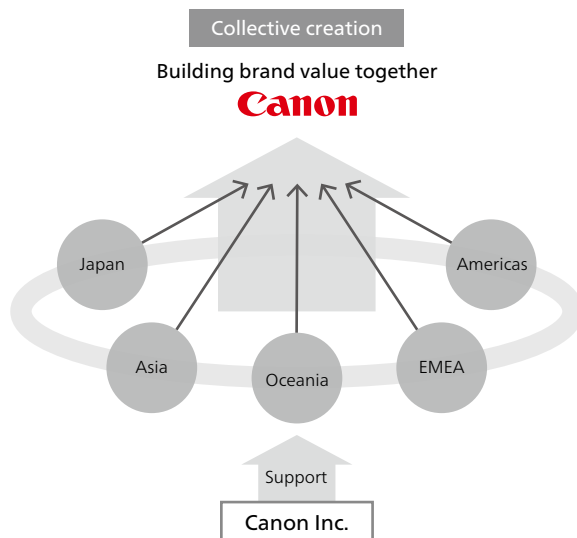 Collective creation
Building brand value together
Canon
Japan
Americas
Asia
Oceania
EMEA
Support
Canon Inc.